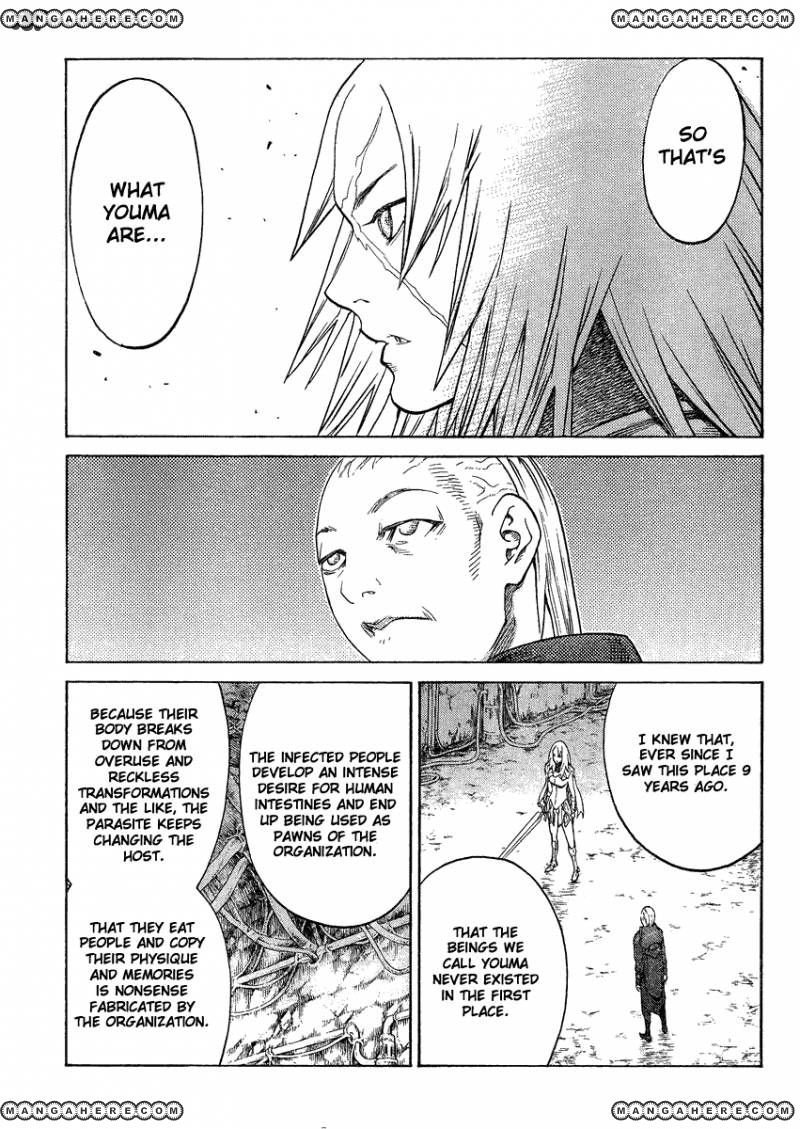 MANGAHERE.COM
MANGAHERE.COM
SO
THAT'S
WHAT
YOUMA
ARE...
I KNEW THAT,
EVER SINCE I
SAW THIS PLACE 9
YEARS AGO.
THAT THE
BEINGS WE
CALL YOUMA
NEVER EXISTED
IN THE FIRST
PLACE.
THE INFECTED PEOPLE
DEVELOP AN INTENSE
DESIRE FOR HUMAN
INTESTINES AND END
UP BEING USED AS
PAWNS OF THE
ORGANIZATION.
BECAUSE THEIR
BODY BREAKS
DOWN FROM
OVERUSE AND
RECKLESS
TRANSFORMATIONS
AND THE LIKE, THE
PARASITE KEEPS
CHANGING THE
HOST.
THAT THEY EAT
PEOPLE AND COPY
THEIR PHYSIQUE
AND MEMORIES
IS NONSENSE
FABRICATED BY
THE ORGANIZATION.
MANGAHERE.COM
MANGAHERE.COM